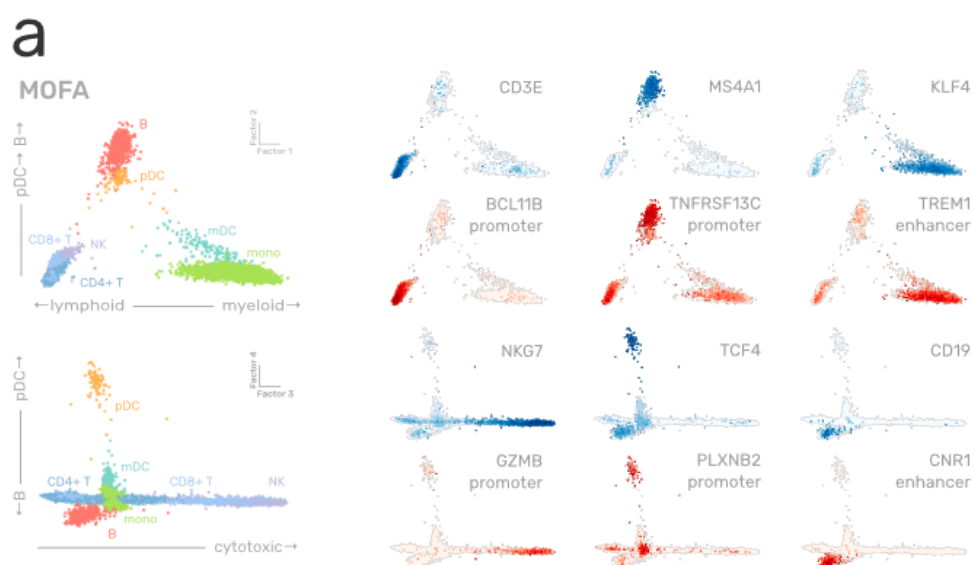 a
MOFA
B
pDC
Factor 2
Factor 1
pDC→ B→
CD8+ T
NK
CD4+ T
mDC
mono
←lymphoid
myeloid→
CD3E
MS4A1
KLF4
BCL11B
promoter
TNFRSF13C
promoter
TREM1
enhancer
pDC→
←B
pDC
Factor 4
Factor 3
mDC
CD4+ T
CD8+ T
NK
mono
B
cytotoxic→
NKG7
TCF4
CD19
GZMB
promoter
PLXNB2
promoter
CNR1
enhancer